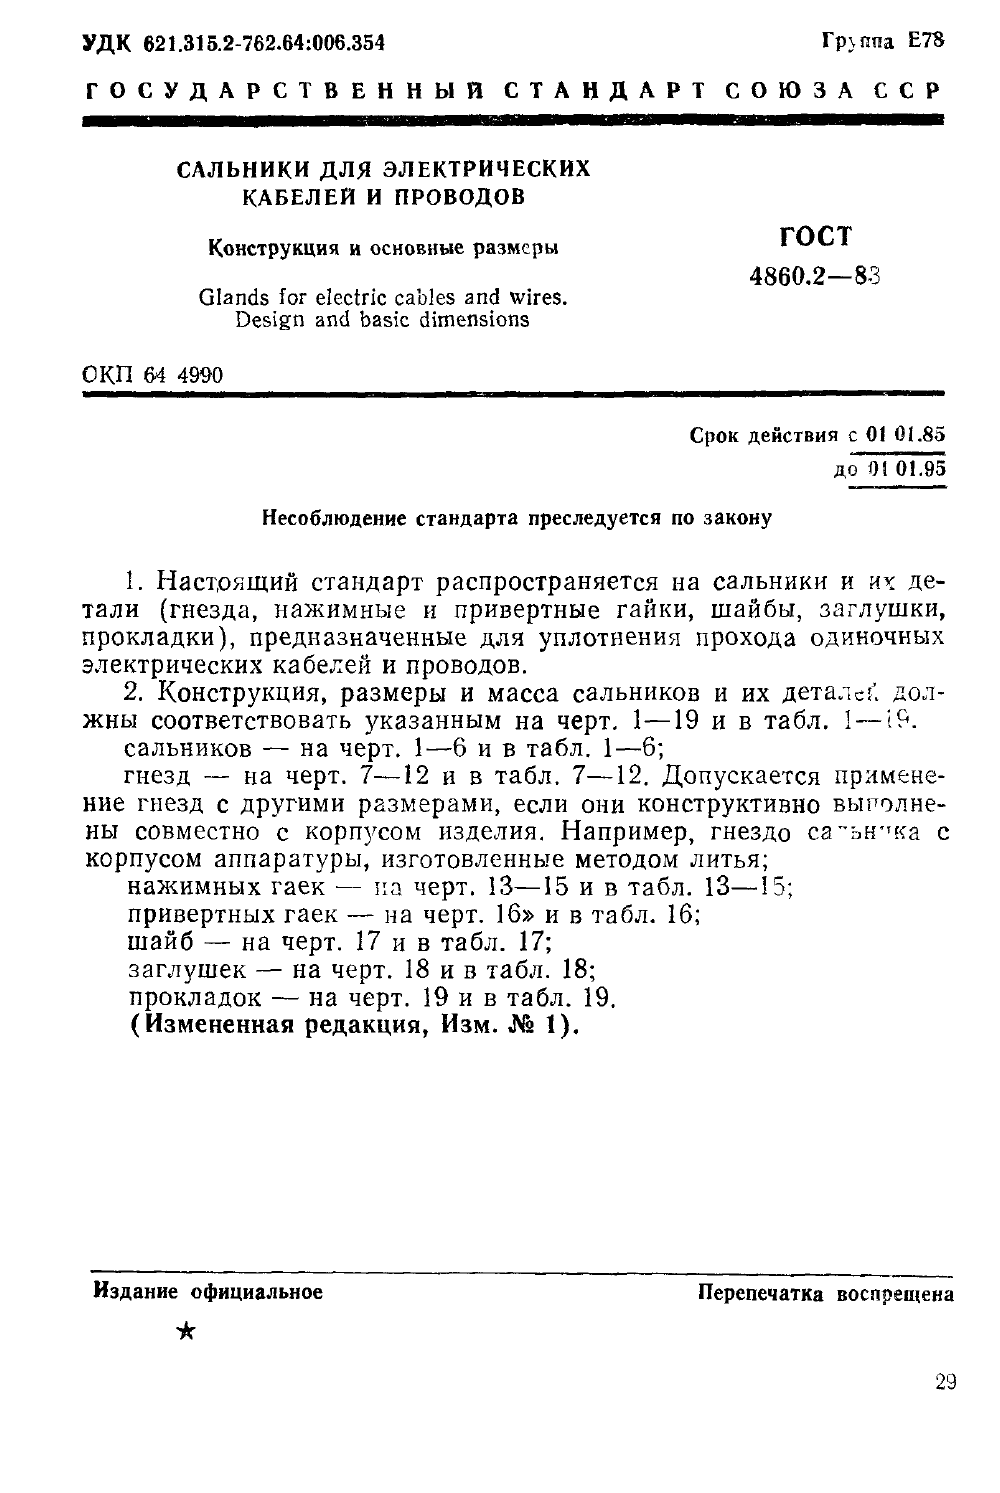 УДК 621.315.2-762.64:006.354 Группа Е78
ГОСУДАРСТВЕННЫЙ СТАНДАРТ СОЮЗА ССР
САЛЬНИКИ ДЛЯ ЭЛЕКТРИЧЕСКИХ
КАБЕЛЕЙ И ПРОВОДОВ
Конструкция и основные размеры
Glands for electric cables and wires.
Design and basic dimensions
ГОСТ
4860.2—83
ОКП 64 4990
Срок действия с 01 01.85
до 01 01.95
Несоблюдение стандарта преследуется по закону
1. Настоящий стандарт распространяется на сальники и их де-
тали (гнезда, нажимные и привертные гайки, шайбы, заглушки,
прокладки), предназначенные для уплотнения прохода одиночных
электрических кабелей и проводов.
2. Конструкция, размеры и масса сальников и их деталей дол-
жны соответствовать указанным на черт. 1—19 и в табл. 1—19.
сальников — на черт. 1—6 и в табл. 1—6;
гнезд — на черт. 7—12 и в табл. 7—12. Допускается примене-
ние гнезд с другими размерами, если они конструктивно выполне-
ны совместно с корпусом изделия. Например, гнездо сальника с
корпусом аппаратуры, изготовленные методом литья;
нажимных гаек — на черт. 13—15 и в табл. 13—15;
привертных гаек — на черт. 16» и в табл. 16;
шайб — на черт. 17 и в табл. 17;
заглушек — на черт. 18 и в табл. 18;
прокладок — на черт. 19 и в табл. 19.
(Измененная редакция, Изм. № 1).
Издание официальное Перепечатка воспрещена
★
29